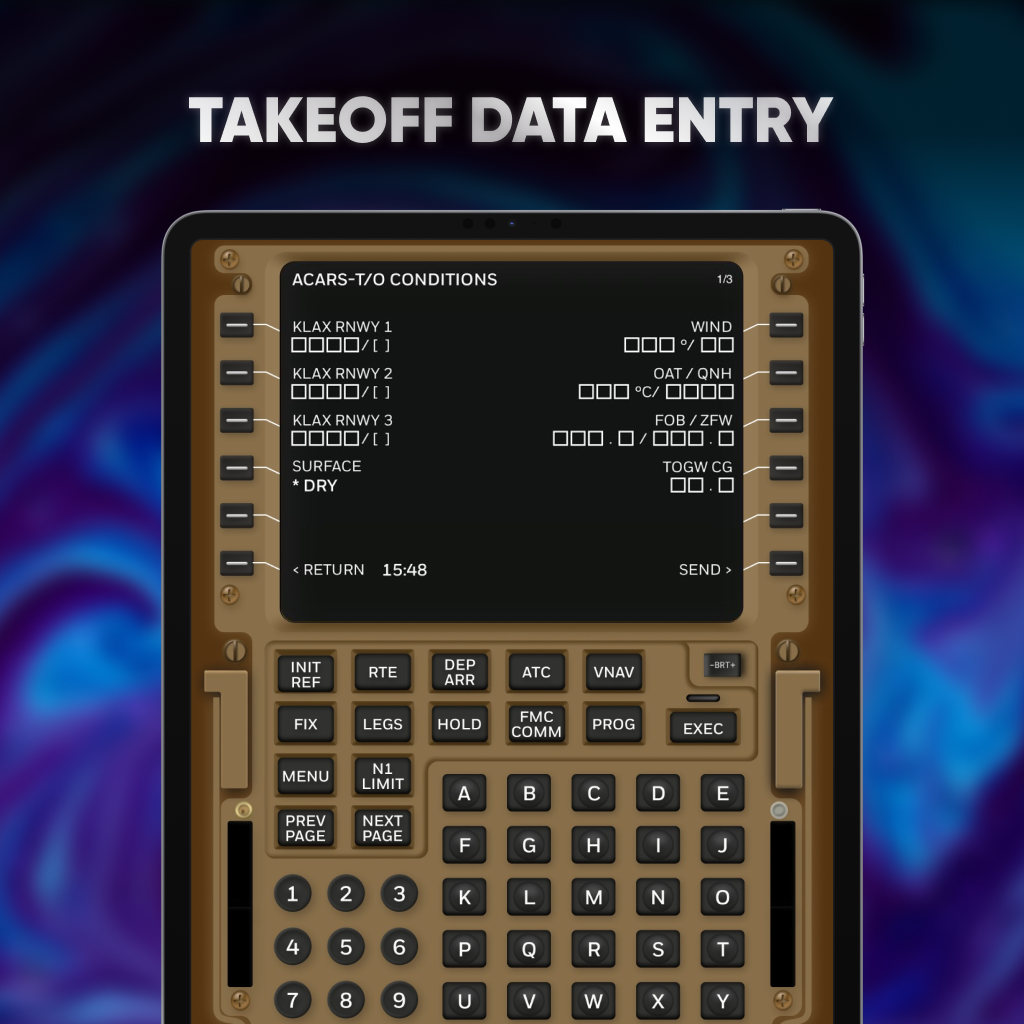 TAKEOFF DATA ENTRY
ACARS-T/O CONDITIONS 1/3
KLAX RNWY 1 WIND
□□□□/[ ] □□□ º/ □□
KLAX RNWY 2 OAT / QNH
□□□□/[ ] □□□ ºC/ □□□□
KLAX RNWY 3 FOB / ZFW
□□□□/[ ] □□□.□ / □□□.□
SURFACE TOGW CG
* DRY □□.□
< RETURN 15:48 SEND >
INIT REF RTE DEP ARR ATC VNAV -BRT+
FIX LEGS HOLD FMC COMM PROG EXEC
MENU N1 LIMIT
PREV PAGE NEXT PAGE
A B C D E
F G H I J
K L M N O
P Q R S T
U V W X Y
1 2 3
4 5 6
7 8 9